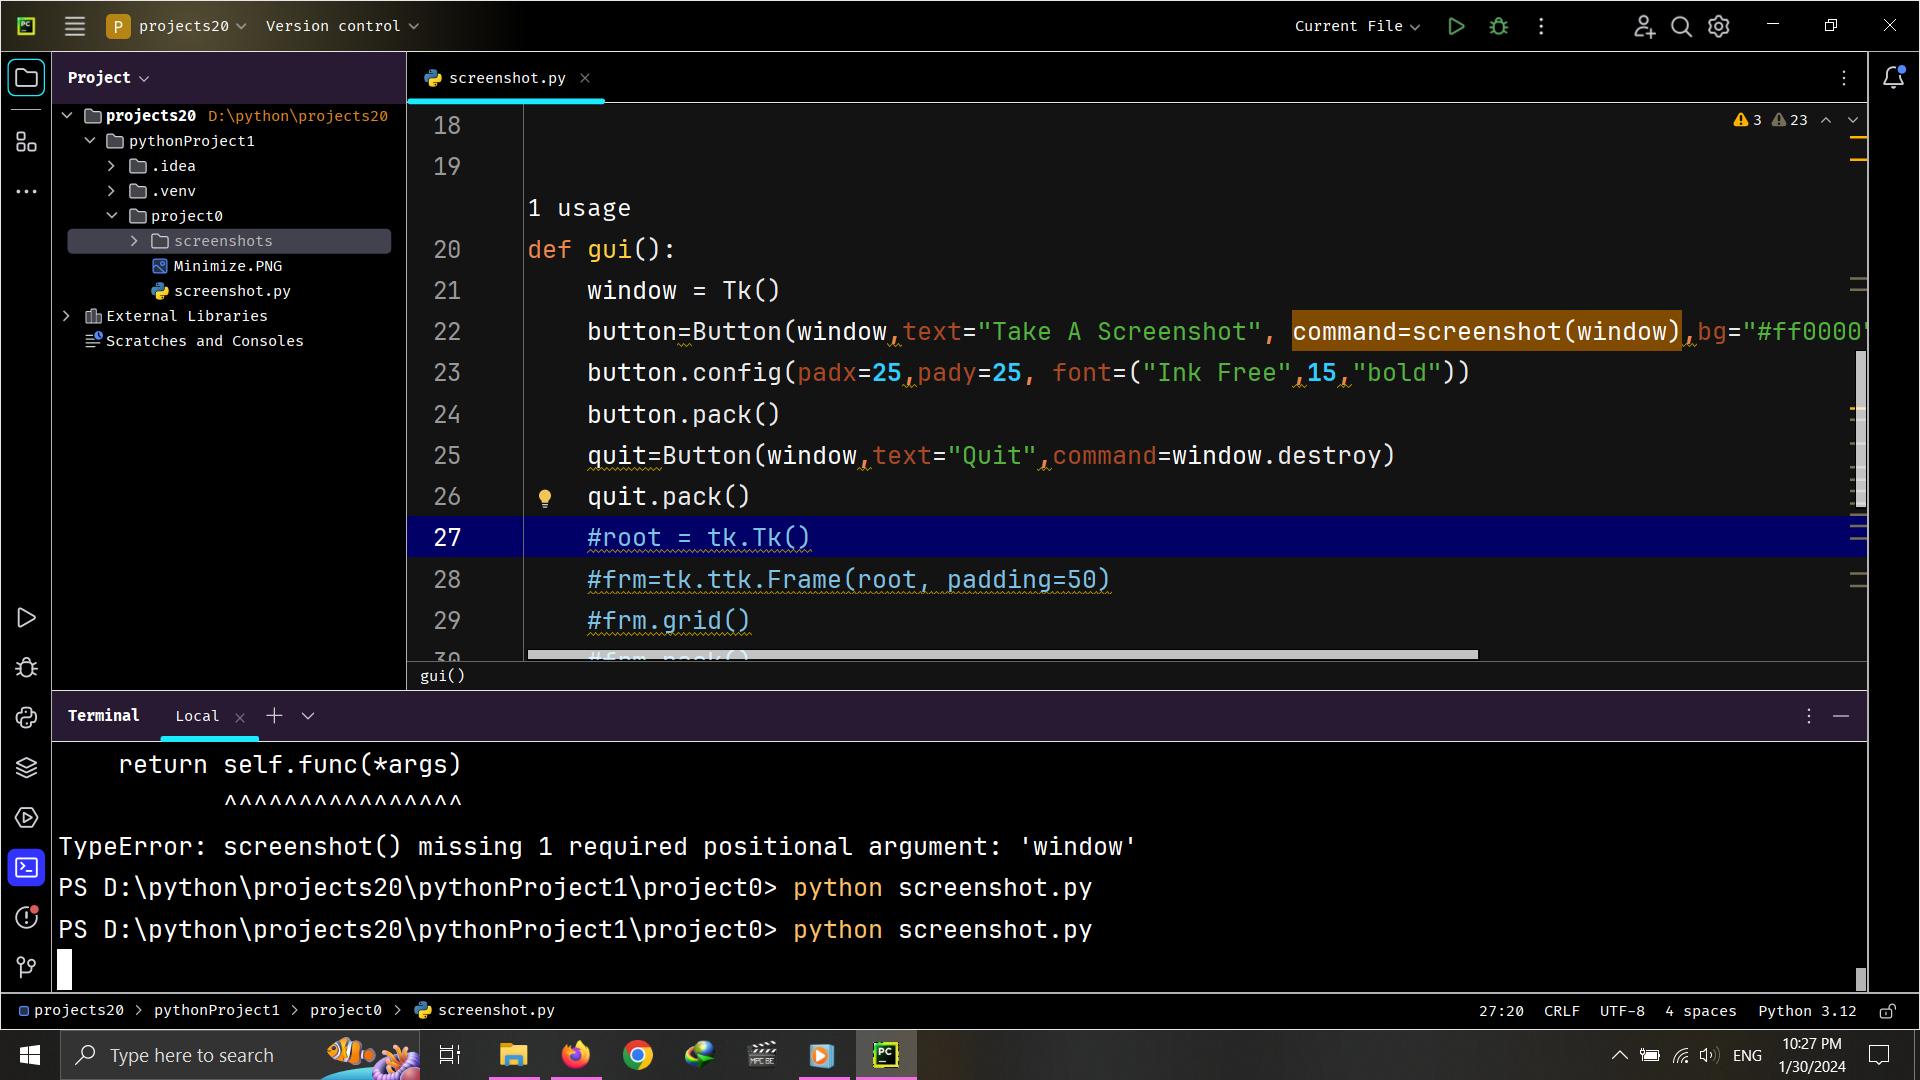 PC
P projects20 Version control
Current File
Project
projects20 D:\python\projects20
pythonProject1
.idea
.venv
project0
screenshots
Minimize.PNG
screenshot.py
External Libraries
Scratches and Consoles
screenshot.py
3 23
18
19
1 usage
20 def gui():
21 window = Tk()
22 button=Button(window,text="Take A Screenshot", command=screenshot(window),bg="#ff0000"
23 button.config(padx=25,pady=25, font=("Ink Free",15,"bold"))
24 button.pack()
25 quit=Button(window,text="Quit",command=window.destroy)
26 quit.pack()
27 #root = tk.Tk()
28 #frm=tk.ttk.Frame(root, padding=50)
29 #frm.grid()
30 #frm.pack()
gui()
Terminal Local
return self.func(*args)
^^^^^^^^^^^^^^^^
TypeError: screenshot() missing 1 required positional argument: 'window'
PS D:\python\projects20\pythonProject1\project0> python screenshot.py
PS D:\python\projects20\pythonProject1\project0> python screenshot.py
projects20 > pythonProject1 > project0 > screenshot.py
27:20 CRLF UTF-8 4 spaces Python 3.12
Type here to search
MPC BE
PC
ENG
10:27 PM
1/30/2024